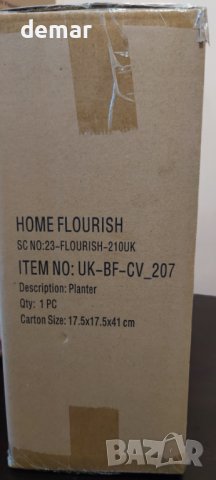 demar
HOME FLOURISH
SC NO:23-FLOURISH-210UK
ITEM NO: UK-BF-CV_207
Description: Planter
Qty: 1 PC
Carton Size: 17.5x17.5x41 cm
BAZAR